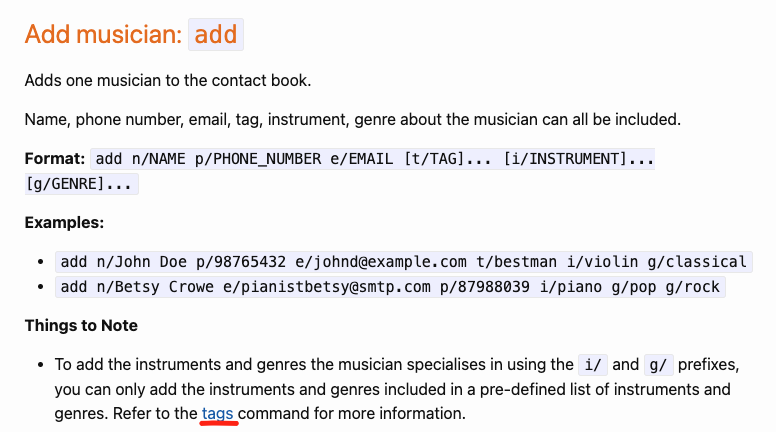 Add musician: add
Adds one musician to the contact book.
Name, phone number, email, tag, instrument, genre about the musician can all be included.
Format: add n/NAME p/PHONE_NUMBER e/EMAIL [t/TAG]... [i/INSTRUMENT]...
[g/GENRE]...
Examples:
• add n/John Doe p/98765432 e/johnd@example.com t/bestman i/violin g/classical
• add n/Betsy Crowe e/pianistbetsy@smtp.com p/87988039 i/piano g/pop g/rock
Things to Note
• To add the instruments and genres the musician specialises in using the i/ and g/ prefixes,
you can only add the instruments and genres included in a pre-defined list of instruments and
genres. Refer to the tags command for more information.